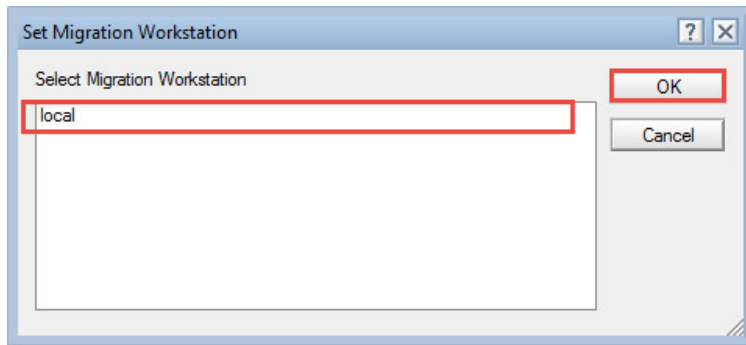 Set Migration Workstation
?
Select Migration Workstation
OK
local
Cancel